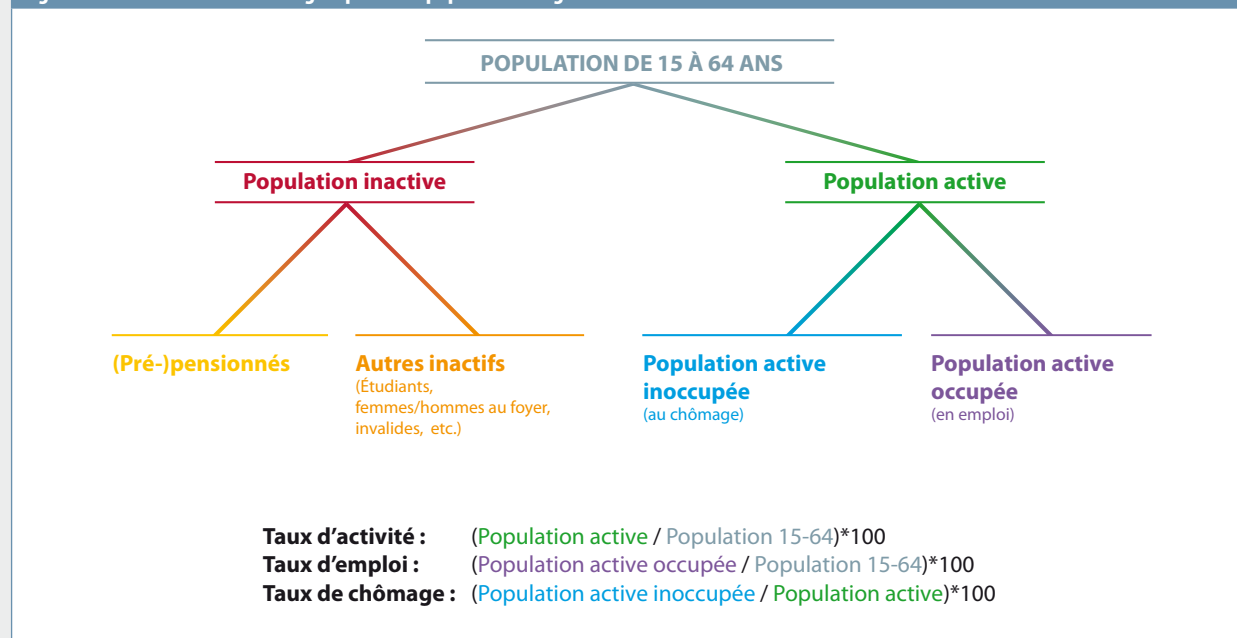 POPULATION DE 15 À 64 ANS
Population inactive
Population active
(Pré-)pensionnés
Autres inactifs
(Étudiants,
femmes/hommes au foyer,
invalides, etc.)
Population active
inoccupée
(au chômage)
Population active
occupée
(en emploi)
Taux d’activité : (Population active / Population 15-64)*100
Taux d’emploi : (Population active occupée / Population 15-64)*100
Taux de chômage : (Population active inoccupée / Population active)*100